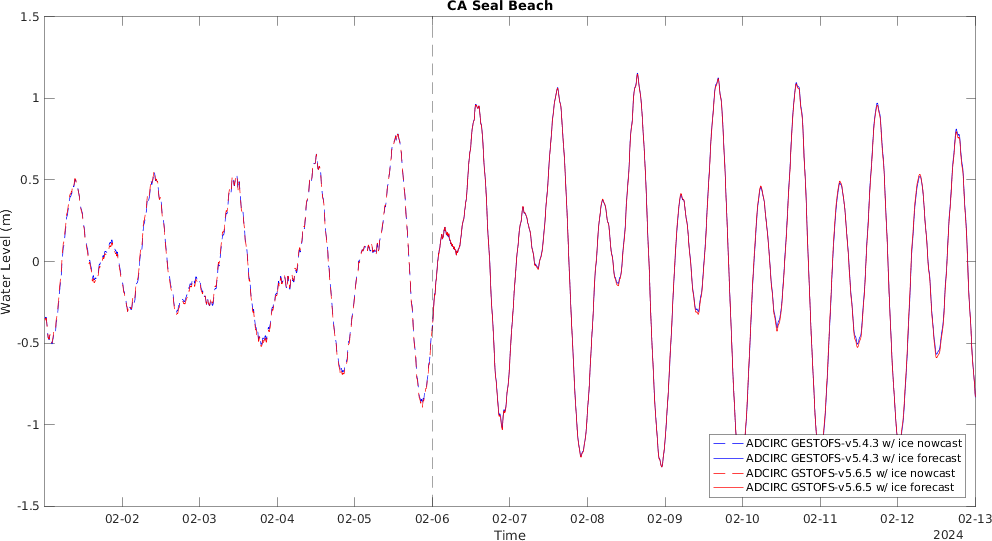 CA Seal Beach
1.5
1
0.5
0
-0.5
-1
-1.5
Water Level (m)
02-02 02-03 02-04 02-05 02-06 02-07 02-08 02-09 02-10 02-11 02-12 02-13
Time
2024
ADCIRC GESTOFS-v5.4.3 w/ ice nowcast
ADCIRC GESTOFS-v5.4.3 w/ ice forecast
ADCIRC GSTOFS-v5.6.5 w/ ice nowcast
ADCIRC GSTOFS-v5.6.5 w/ ice forecast